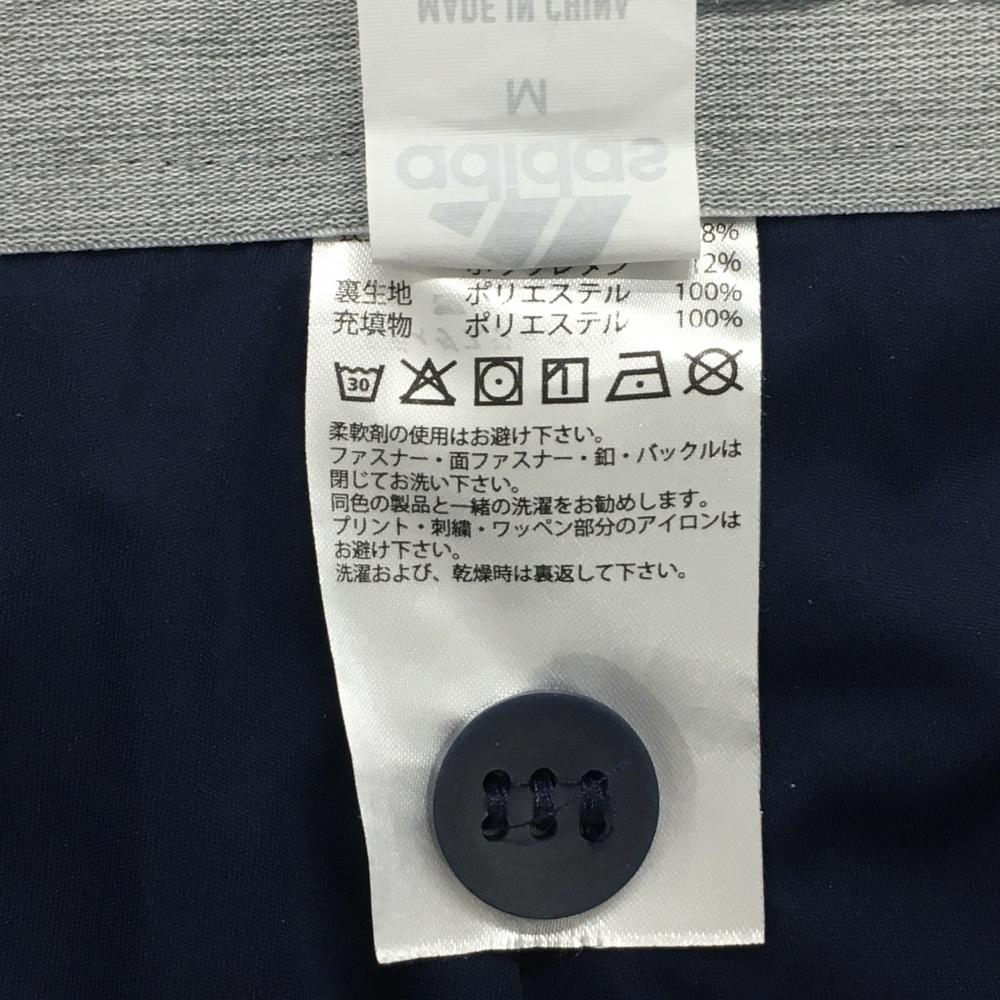 MADE IN CHINA
M
adidas
8%
2%
裏生地 ポリエステル 100%
充填物 ポリエステル 100%
30
柔軟剤の使用はお避け下さい。
ファスナー・面ファスナー・釦・バックルは
閉じてお洗い下さい。
同色の製品と一緒の洗濯をお勧めします。
プリント・刺繍・ワッペン部分のアイロンは
お避け下さい。
洗濯および、乾燥時は裏返して下さい。